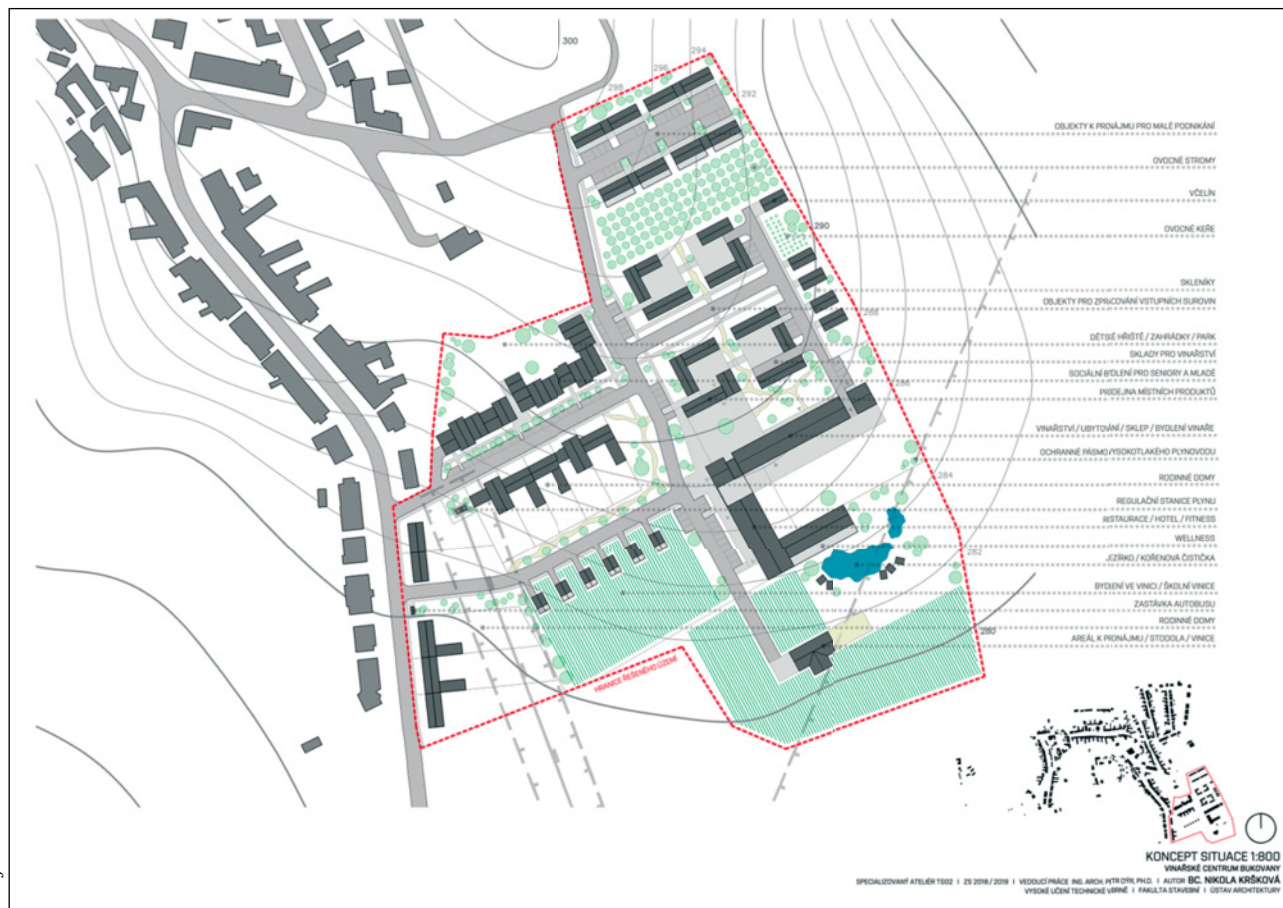 300
294
296
298
292
OBJEKTY K PRONÁJMU PRO MALÉ PODNIKÁNÍ
OVOCNÉ STROMY
VČELÍN
290
OVOCNÉ KEŘE
SKLENÍKY
OBJEKTY PRO ZPRACOVÁNÍ VSTUPNÍCH SUROVIN
288
DĚTSKÉ HŘIŠTĚ / ZAHRÁDKY / PARK
SKLADY PRO VINAŘSTVÍ
SOCIÁLNÍ BYDLENÍ PRO SENIORY A MLADÉ
286
PRODEJNA MÍSTNÍCH PRODUKTŮ
VINAŘSTVÍ / UBYTOVÁNÍ / SKLEP / BYDLENÍ VINAŘE
OCHRANNÉ PÁSMO VYSOKOTLAKÉHO PLYNOVODU
284
RODINNÉ DOMY
REGULAČNÍ STANICE PLYNU
RESTAURACE / HOTEL / FITNESS
WELLNESS
282
JEZÍRKO / KOŘENOVÁ ČISTIČKA
BYDLENÍ VE VINICI / ŠKOLNÍ VINICE
ZASTÁVKA AUTOBUSU
RODINNÉ DOMY
280
AREÁL K PRONÁJMU / STODOLA / VINICE
HRANICE ŘEŠENÉHO ÚZEMÍ
KONCEPT SITUACE 1:800
VINAŘSKÉ CENTRUM BUKOVANY
SPECIALIZOVANÝ ATELIÉR TG02 | ZS 2018/2019 | VEDOUCÍ PRÁCE ING. ARCH. PETR DÝR, PH.D. | AUTOR BC. NIKOLA KRŠKOVÁ
VYSOKÉ UČENÍ TECHNICKÉ V BRNĚ | FAKULTA STAVEBNÍ | ÚSTAV ARCHITEKTURY